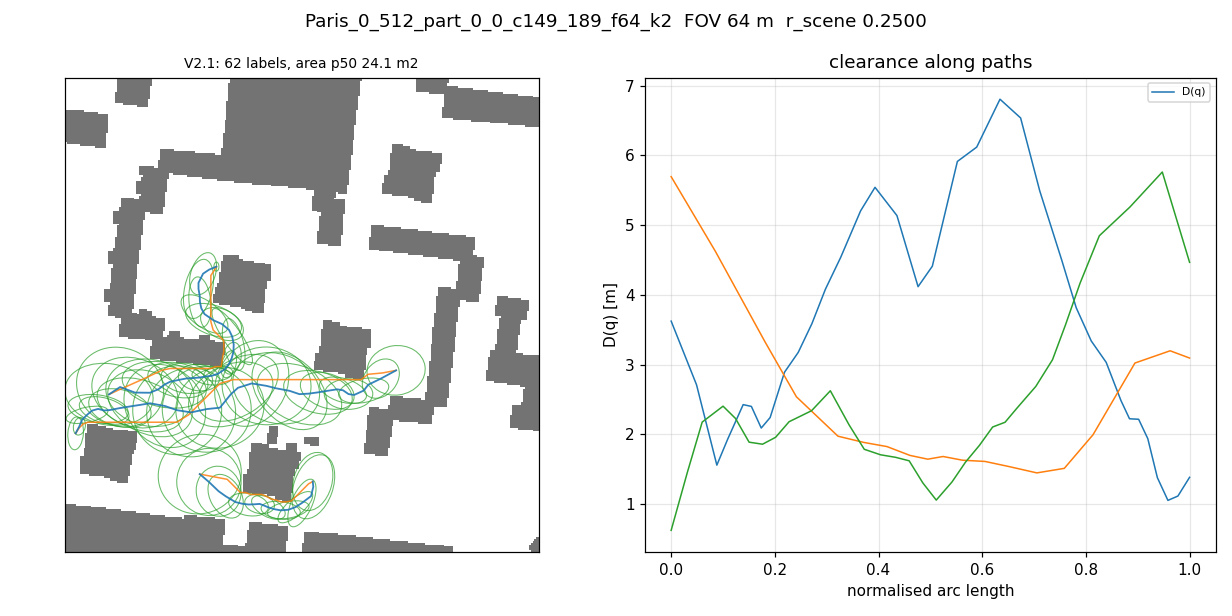 Paris_0_512_part_0_0_c149_189_f64_k2  FOV 64 m  r_scene 0.2500
V2.1: 62 labels, area p50 24.1 m2
clearance along paths
D(q)
D(q) [m]
7
6
5
4
3
2
1
0.0 0.2 0.4 0.6 0.8 1.0
normalised arc length